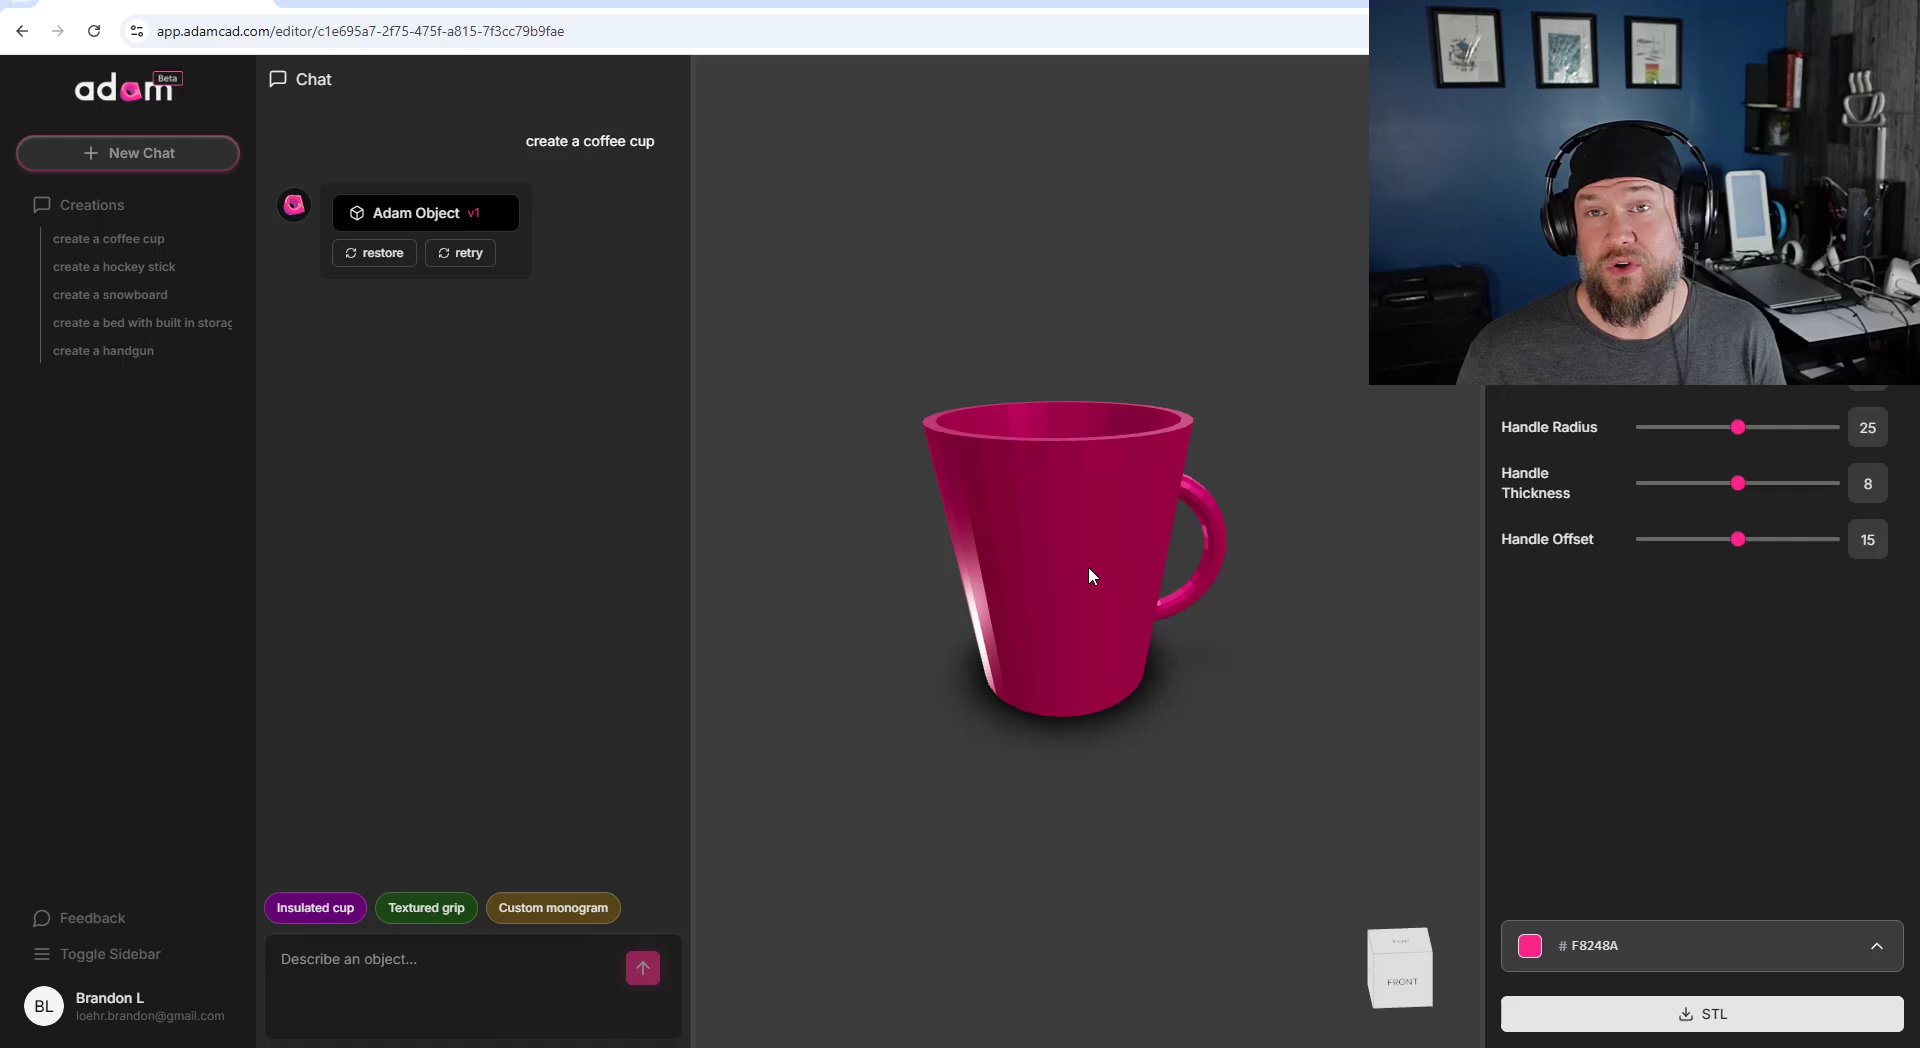 app.adamcad.com/editor/c1e695a7-2f75-475f-a815-7f3cc79b9fae
adam Beta
New Chat
Creations
create a coffee cup
create a hockey stick
create a snowboard
create a bed with built in storag
create a handgun
Feedback
Toggle Sidebar
BL
Brandon L
loehr.brandon@gmail.com
Chat
create a coffee cup
Adam Object v1
restore
retry
Insulated cup
Textured grip
Custom monogram
Describe an object...
TOP
FRONT
Handle Radius
25
Handle
Thickness
8
Handle Offset
15
# F8248A
STL